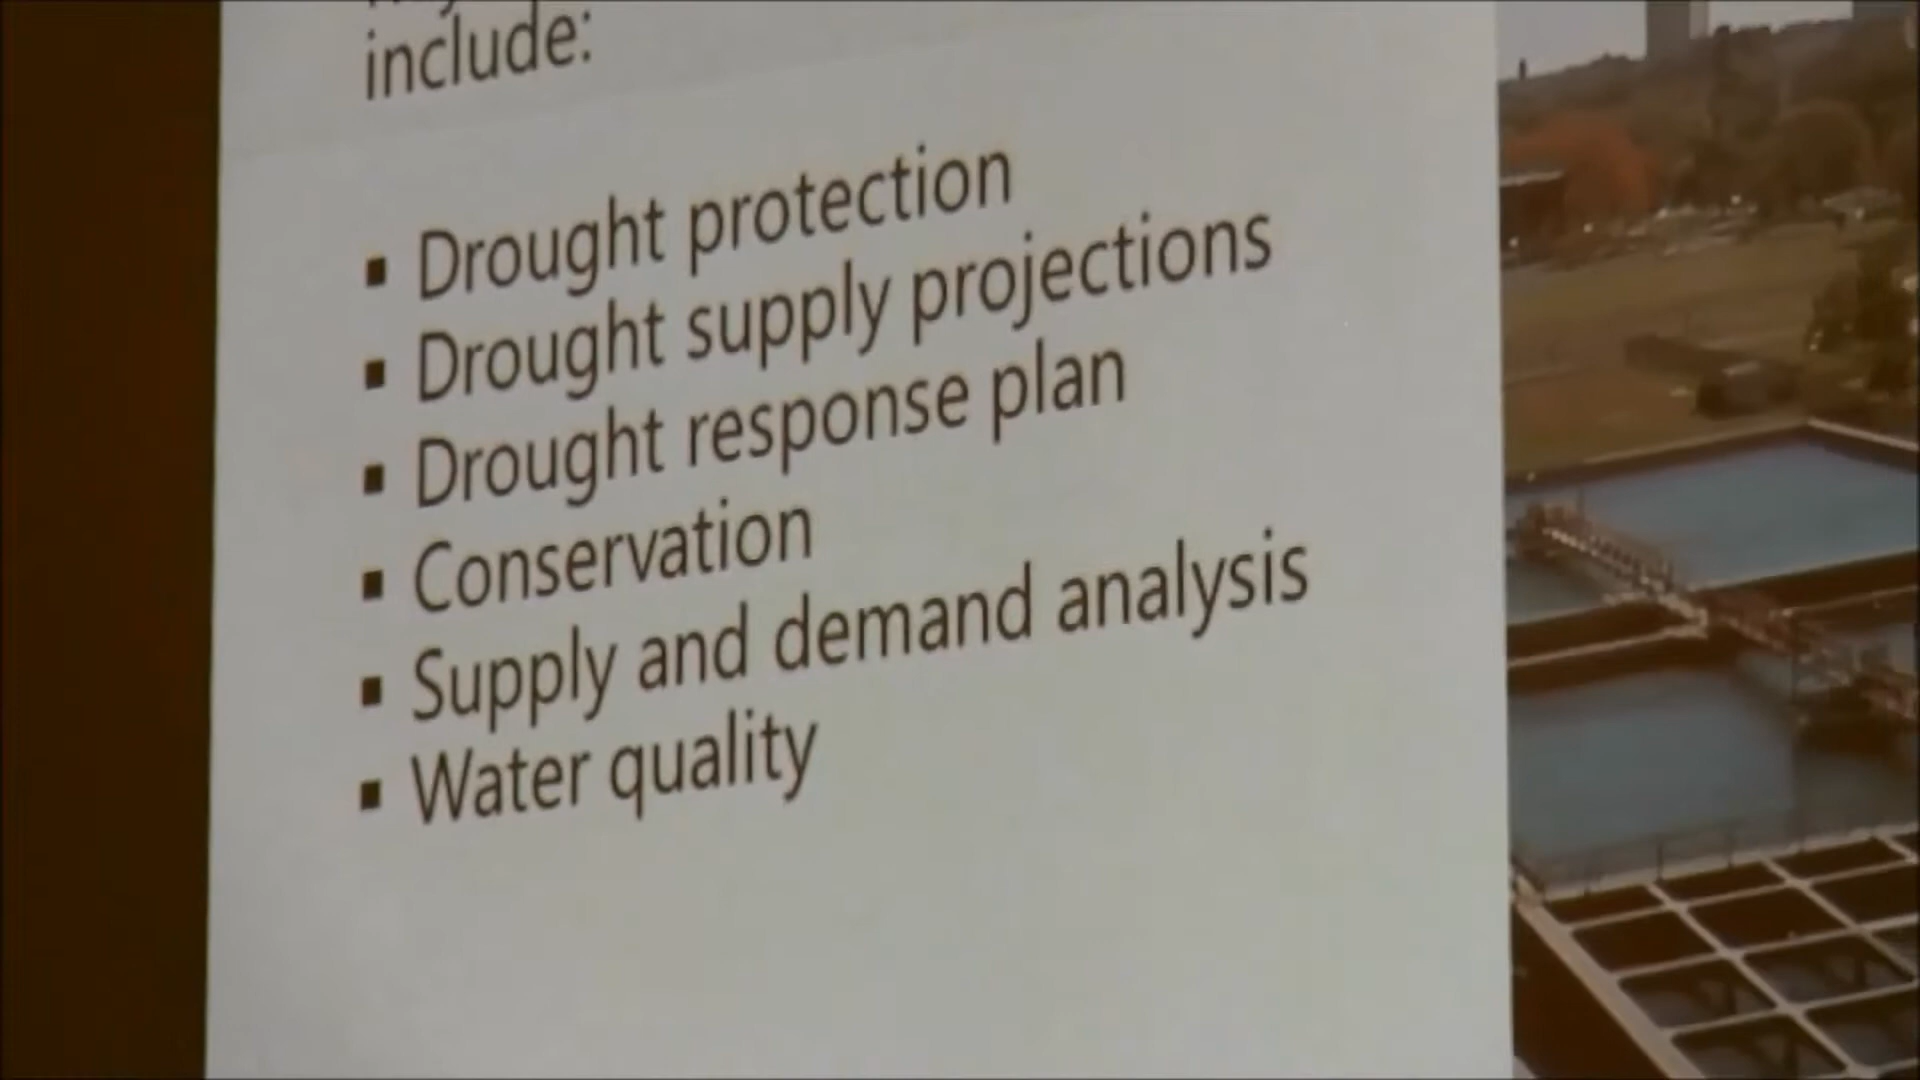 include:
▪ Drought protection
▪ Drought supply projections
▪ Drought response plan
▪ Conservation
▪ Supply and demand analysis
▪ Water quality